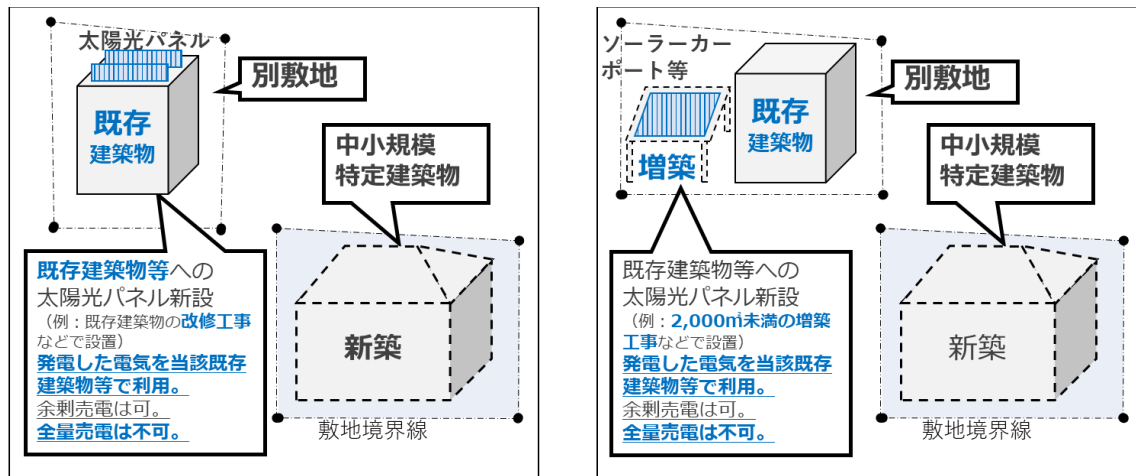 太陽光パネル
別敷地
既存
建築物
中小規模
特定建築物
既存建築物等への
太陽光パネル新設
(例：既存建築物の改修工事
などで設置)
発電した電気を当該既存
建築物等で利用。
余剰売電は可。
全量売電は不可。
新築
敷地境界線
ソーラーカー
ポート等
別敷地
既存
建築物
増築
中小規模
特定建築物
既存建築物等への
太陽光パネル新設
(例：2,000㎡未満の増築
工事などで設置)
発電した電気を当該既存
建築物等で利用。
余剰売電は可。
全量売電は不可。
新築
敷地境界線